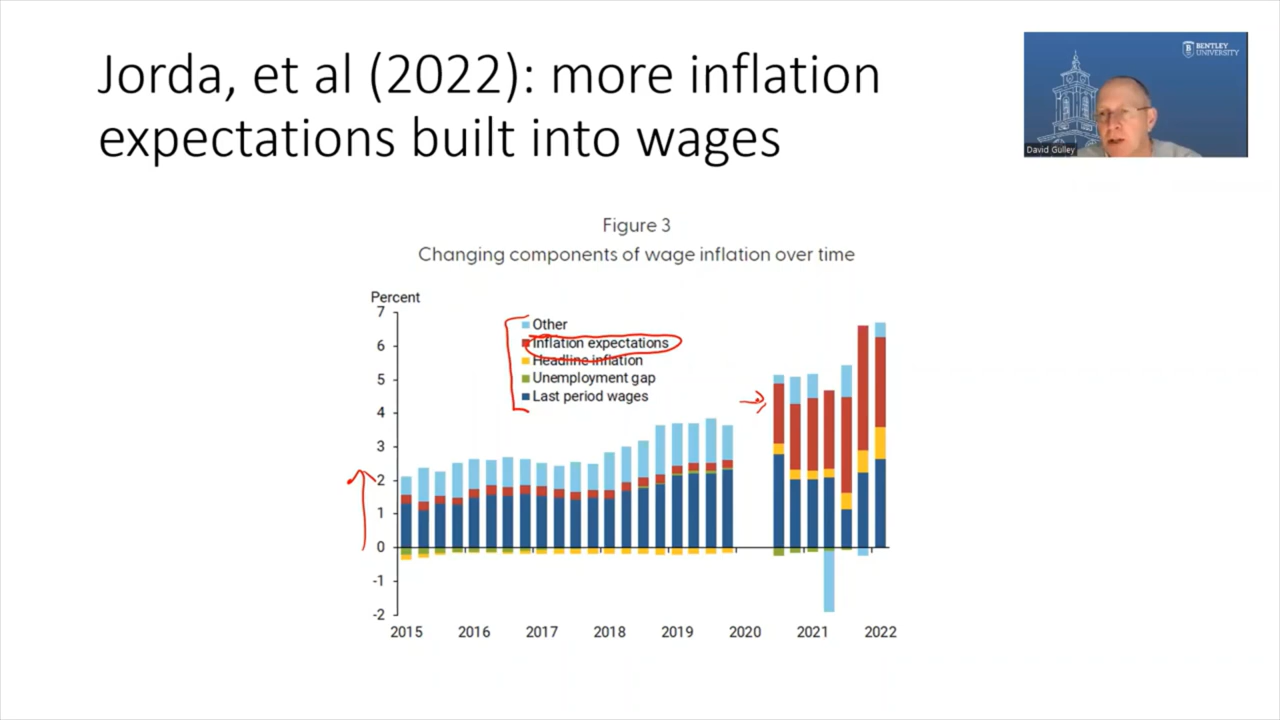 Jorda, et al (2022): more inflation
expectations built into wages
BENTLEY
UNIVERSITY
David Gulley
Figure 3
Changing components of wage inflation over time
Percent
7
6
5
4
3
2
1
0
-1
-2
Other
Inflation expectations
Headline inflation
Unemployment gap
Last period wages
2015 2016 2017 2018 2019 2020 2021 2022